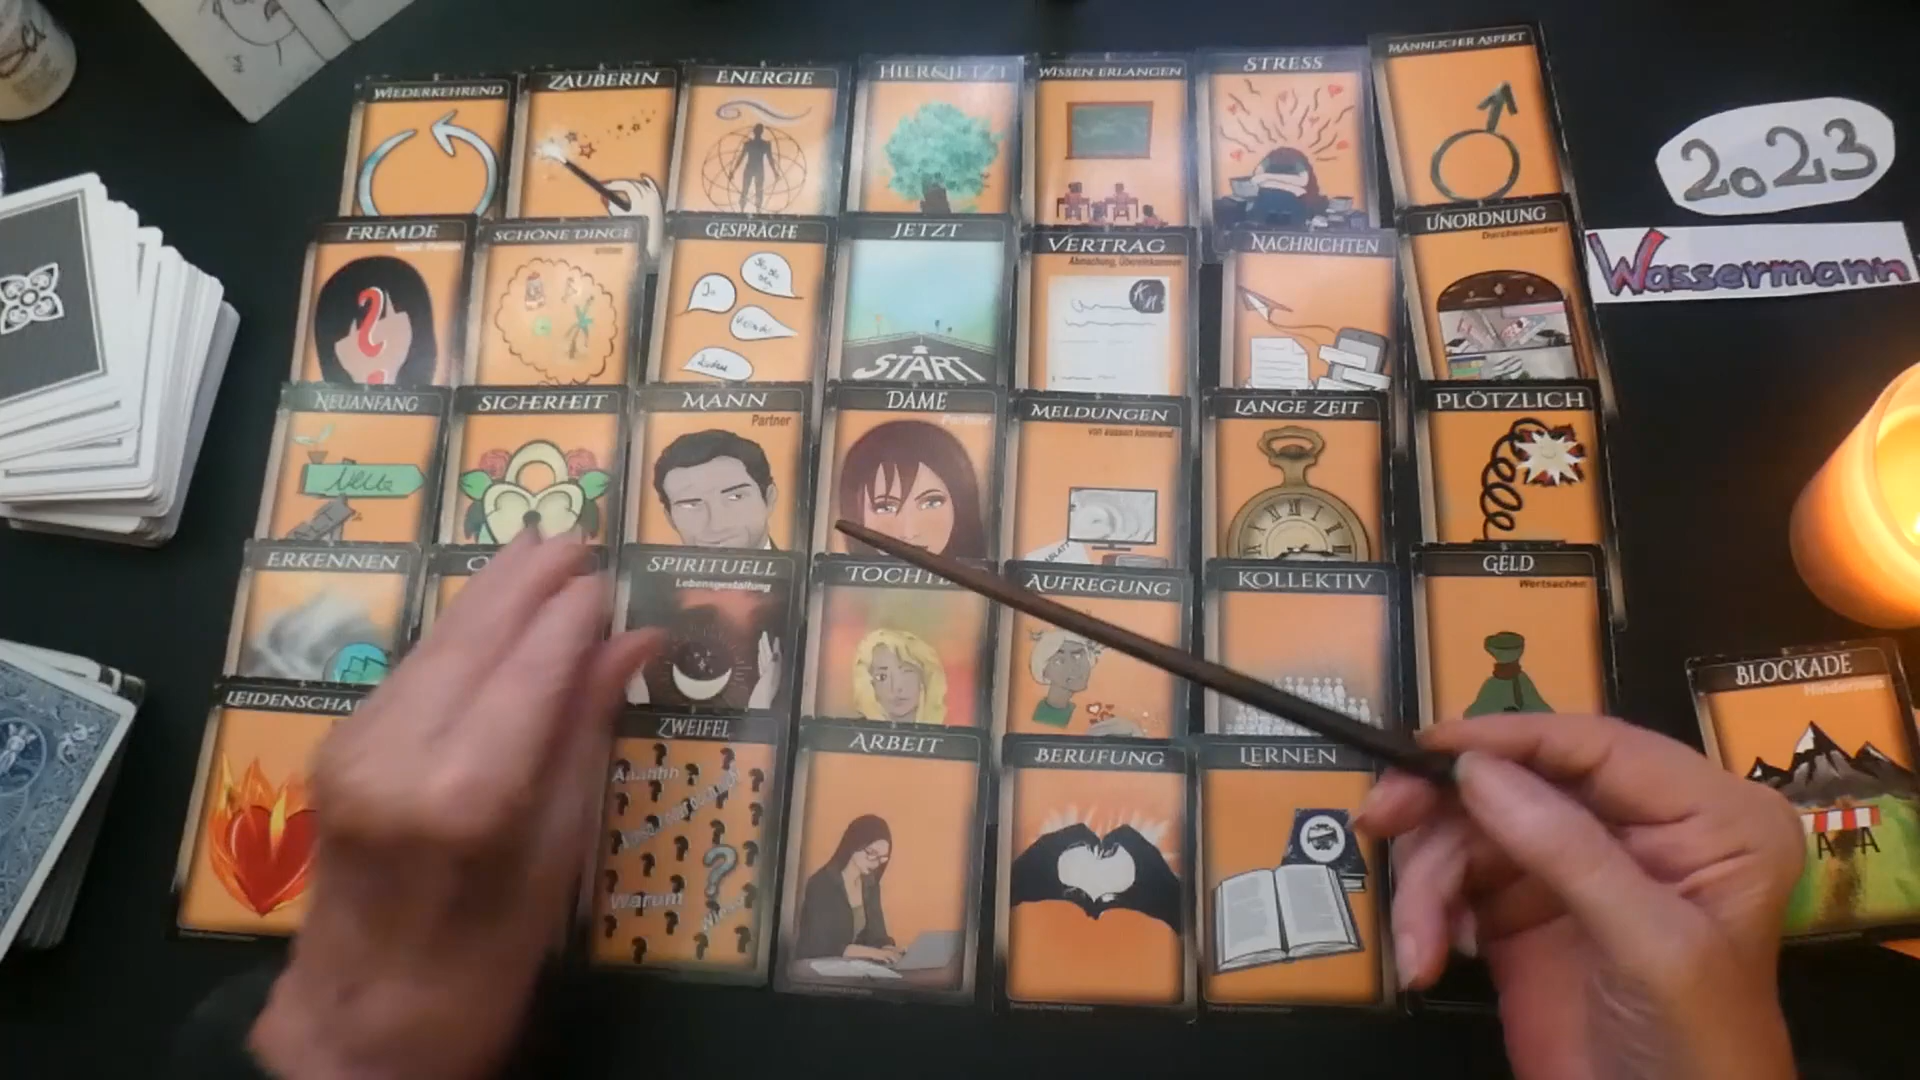 WIEDERKEHREND
ZAUBERIN
ENERGIE
HIER&JETZT
WISSEN ERLANGEN
STRESS
MÄNNLICHER ASPEKT
2023
Wassermann
FREMDE
SCHÖNE DINGE
GESPRÄCHE
JETZT
START
VERTRAG
Abmachung, Übereinkommen
NACHRICHTEN
UNORDNUNG
Durcheinander
NEUANFANG
SICHERHEIT
MANN
Partner
DAME
Partner
MELDUNGEN
von aussen kommend
LANGE ZEIT
PLÖTZLICH
ERKENNEN
SPIRITUELL
Lebensgestaltung
TOCHTE
AUFREGUNG
KOLLEKTIV
GELD
Wertsachen
BLOCKADE
Hindernis
LEIDENSCHA
ZWEIFEL
Warum
?
ARBEIT
BERUFUNG
LERNEN